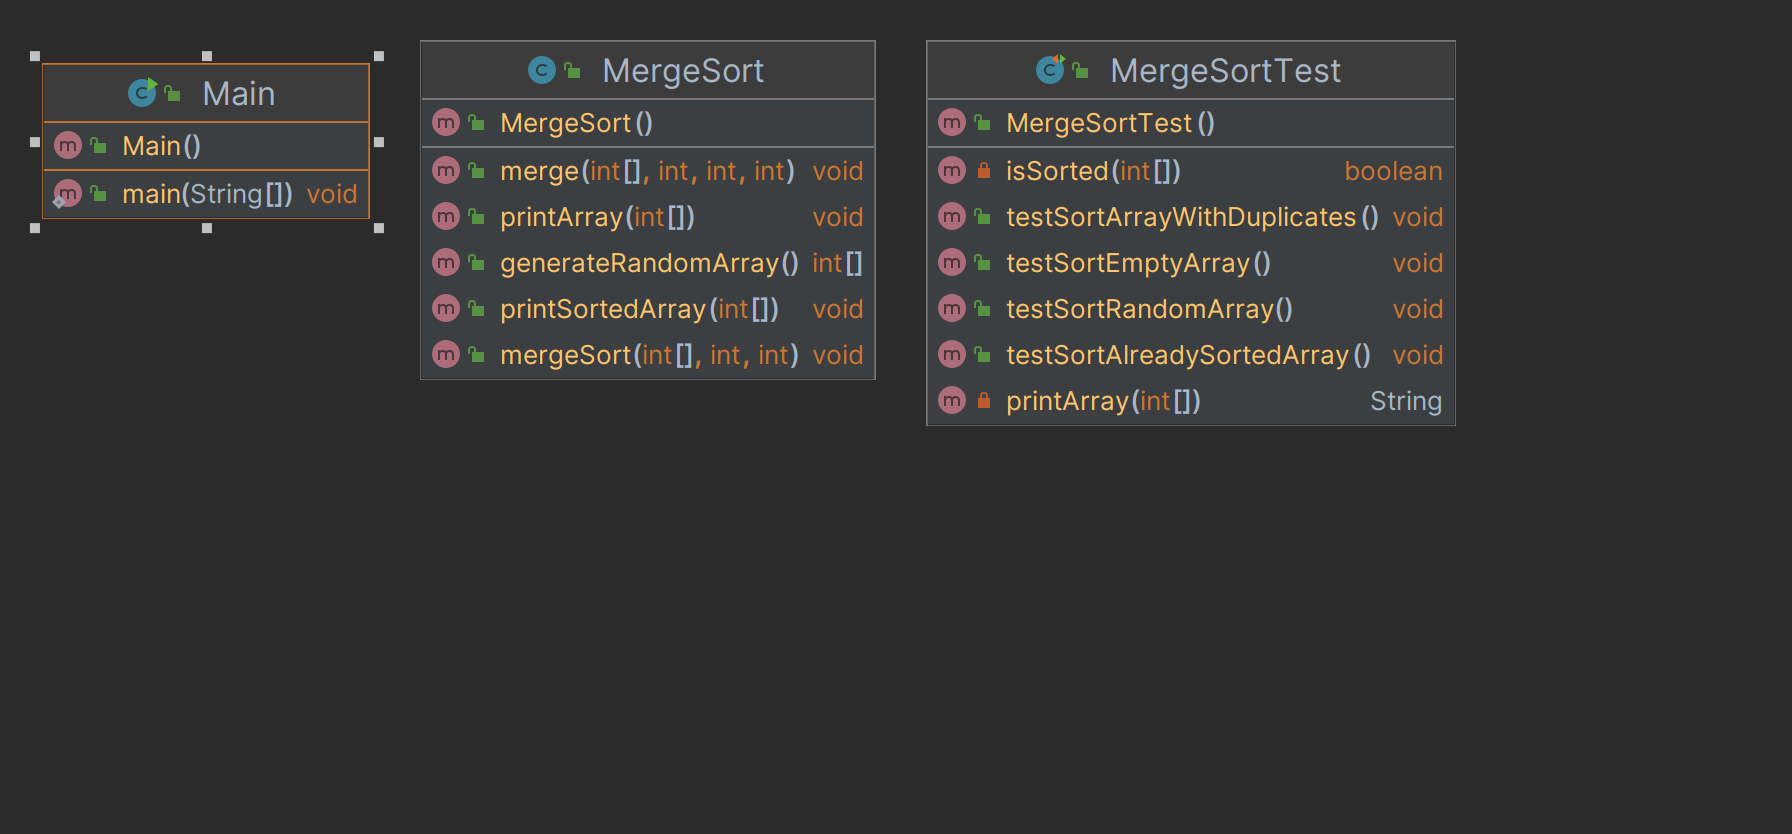 Main
Main()
main(String[]) void
MergeSort
MergeSort()
merge(int[], int, int, int) void
printArray(int[]) void
generateRandomArray() int[]
printSortedArray(int[]) void
mergeSort(int[], int, int) void
MergeSortTest
MergeSortTest()
isSorted(int[]) boolean
testSortArrayWithDuplicates() void
testSortEmptyArray() void
testSortRandomArray() void
testSortAlreadySortedArray() void
printArray(int[]) String